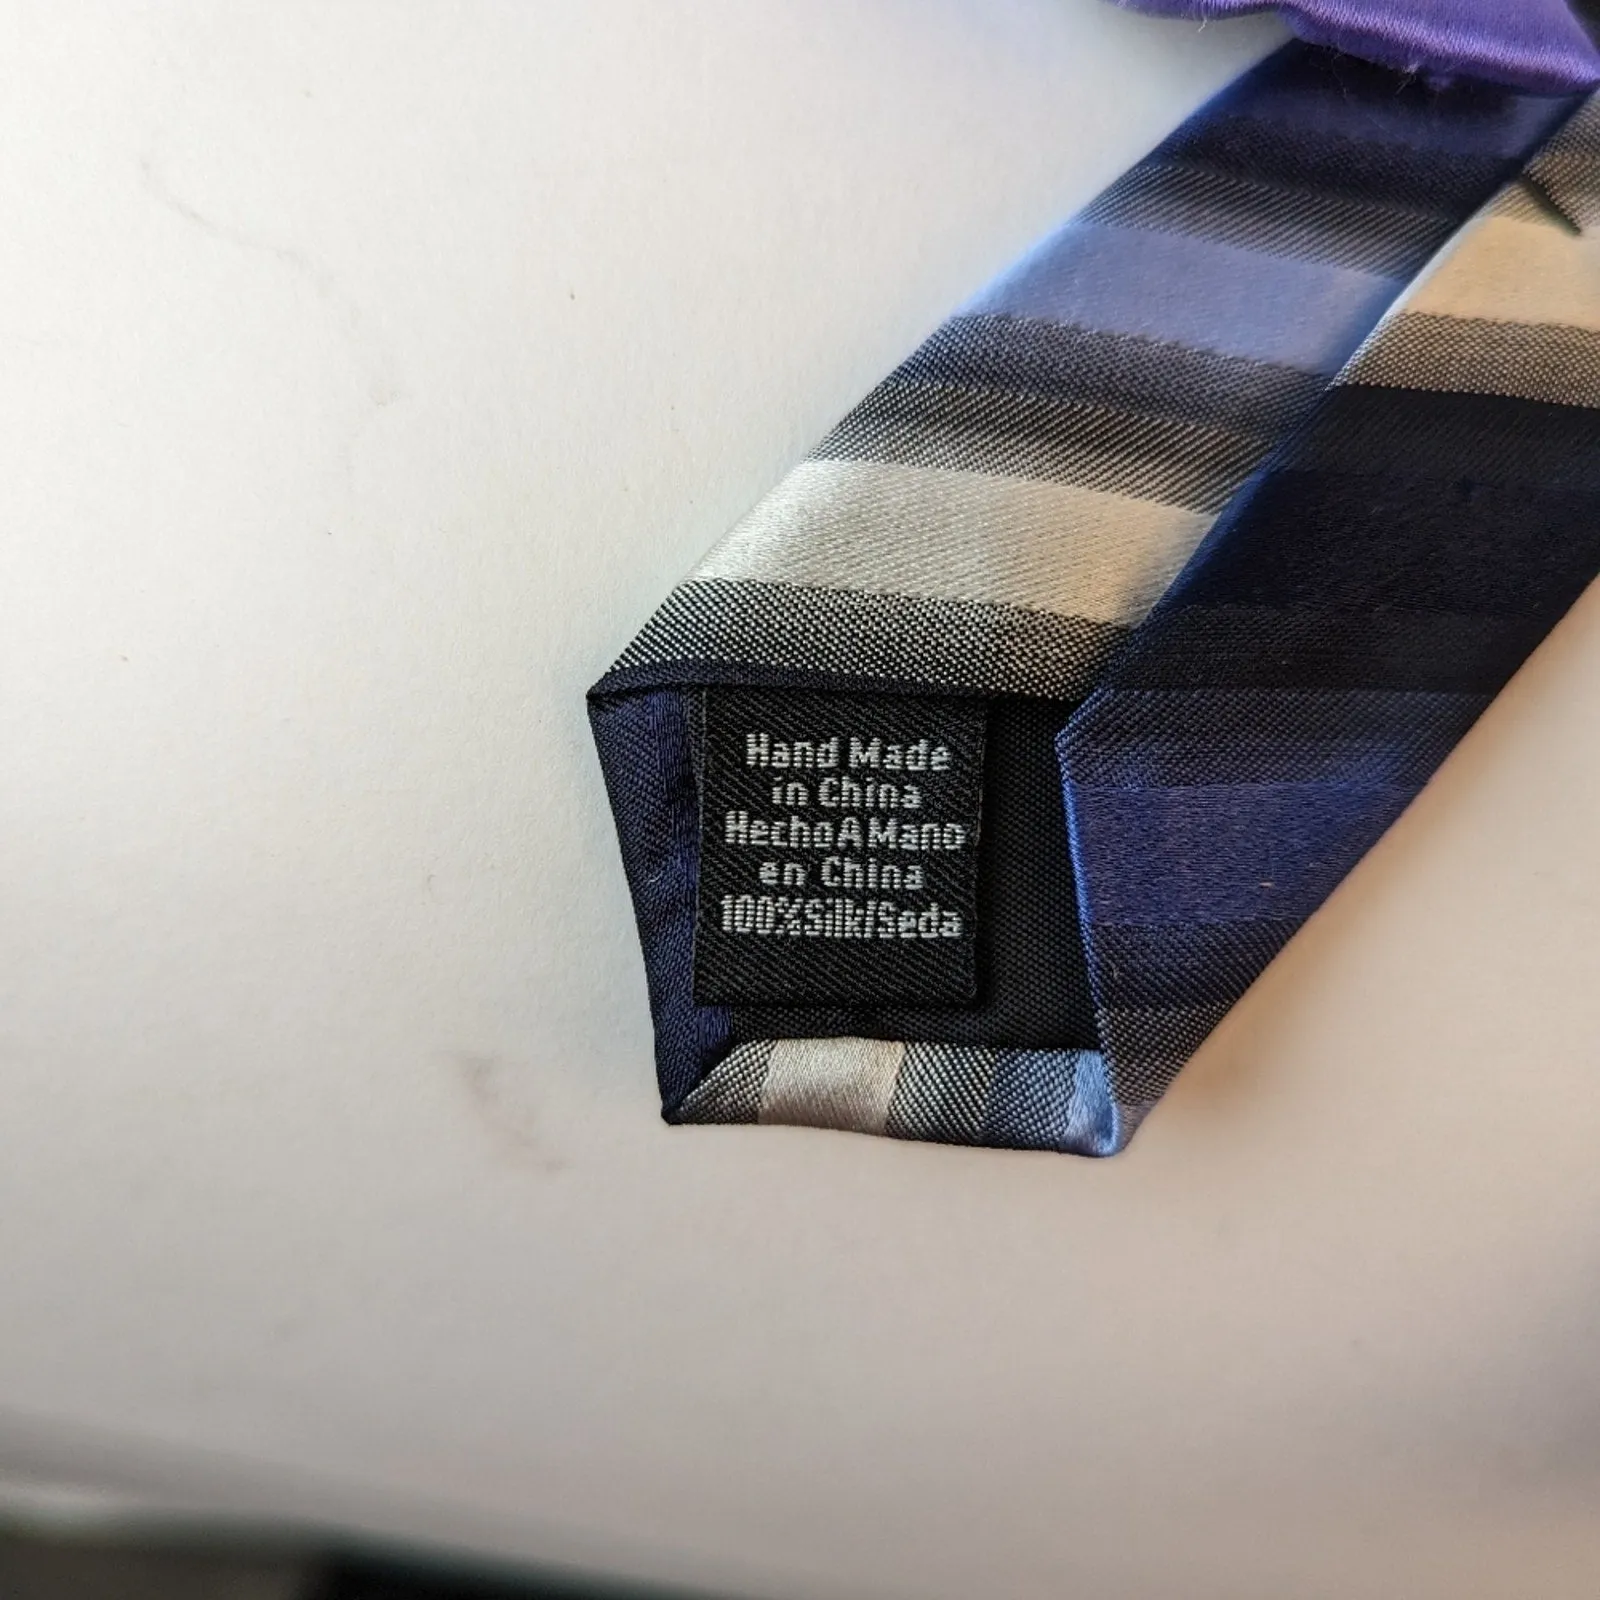 Hand Made
in China
Hecho A Mano
en China
100%Silk/Seda